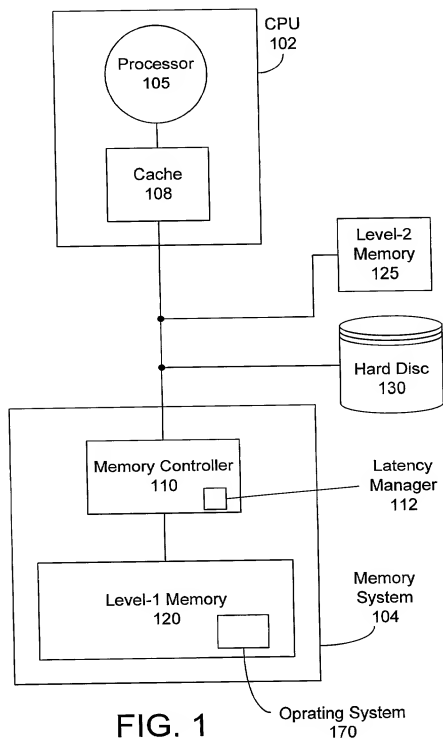 CPU
102
Processor
105
Cache
108
Level-2
Memory
125
Hard Disc
130
Memory Controller
110
Latency
Manager
112
Level-1 Memory
120
Memory
System
104
Oprating System
170
FIG. 1